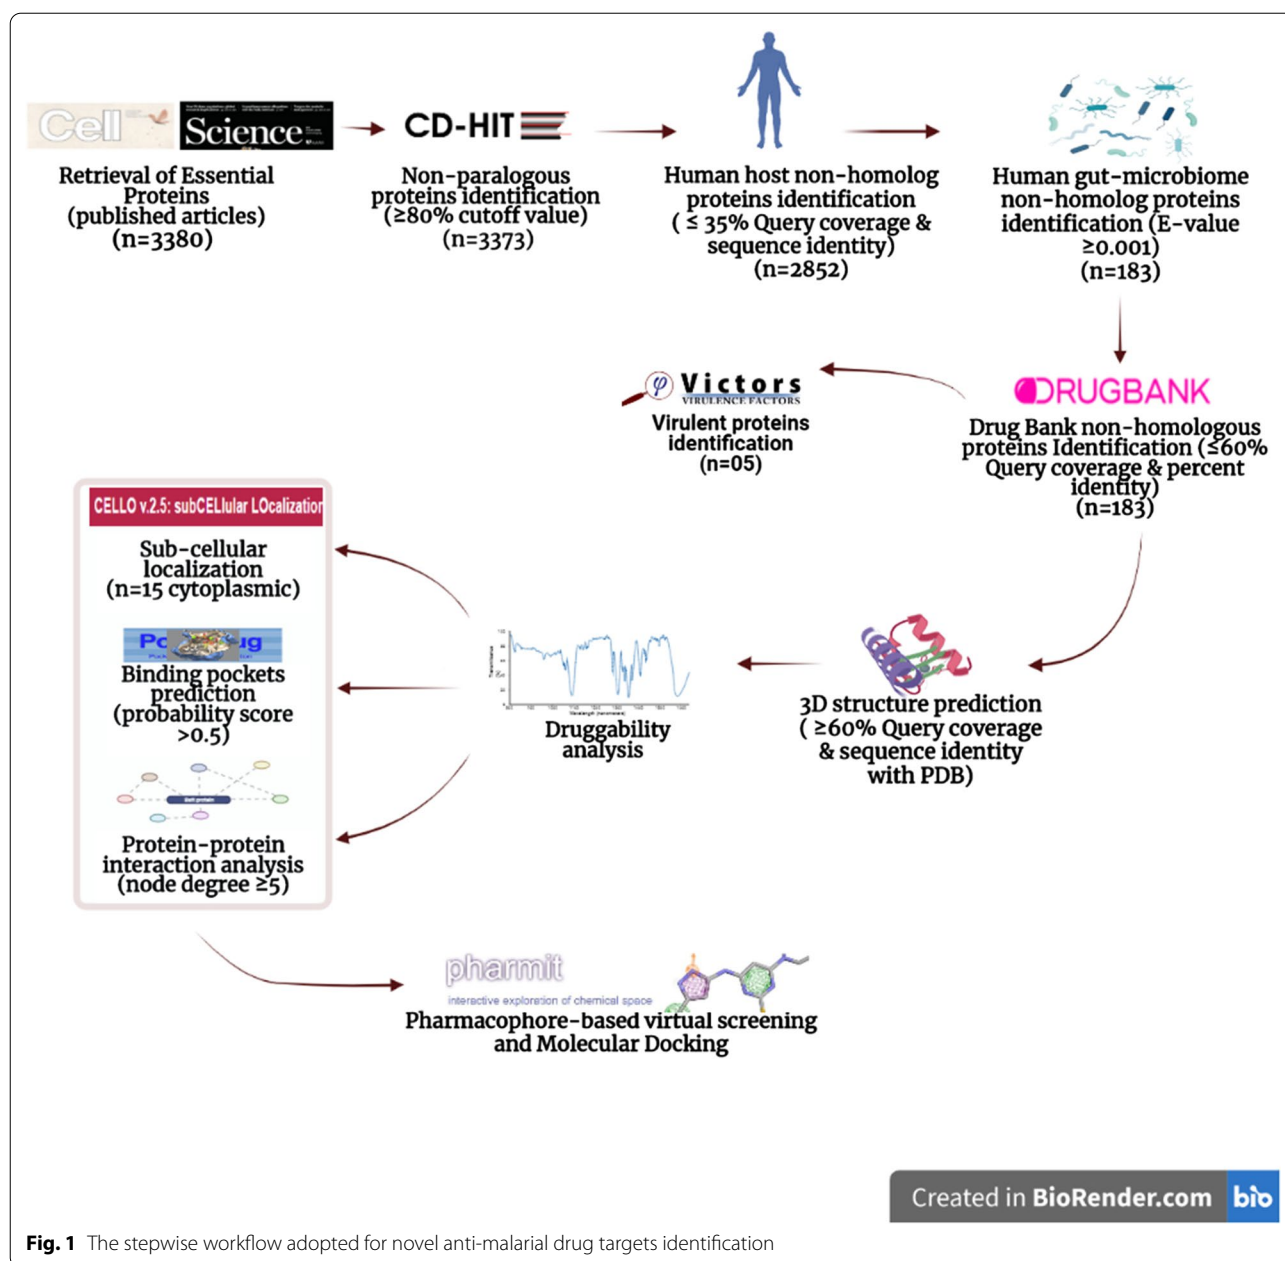 Cell
Science
Retrieval of Essential
Proteins
(published articles)
(n=3380)
CD-HIT
Non-paralogous
proteins identification
(≥80% cutoff value)
(n=3373)
Human host non-homolog
proteins identification
( ≤ 35% Query coverage &
sequence identity)
(n=2852)
Human gut-microbiome
non-homolog proteins
identification (E-value
≥0.001)
(n=183)
DRUGBANK
Drug Bank non-homologous
proteins Identification (≤60%
Query coverage & percent
identity)
(n=183)
Victors
VIRULENCE FACTORS
Virulent proteins
identification
(n=05)
3D structure prediction
( ≥60% Query coverage
& sequence identity
with PDB)
Druggability
analysis
CELLO v.2.5: subCELlular LOcalization
Sub-cellular
localization
(n=15 cytoplasmic)
Binding pockets
prediction
(probability score
>0.5)
Protein-protein
interaction analysis
(node degree ≥5)
pharmit
interactive exploration of chemical space
Pharmacophore-based virtual screening
and Molecular Docking
Created in BioRender.com bio
Fig. 1 The stepwise workflow adopted for novel anti-malarial drug targets identification